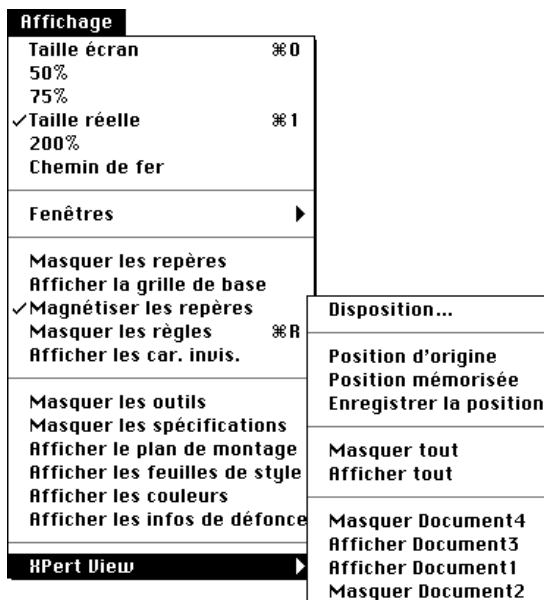 Affichage
Taille écran ⌘0
50%
75%
✓Taille réelle ⌘1
200%
Chemin de fer
Fenêtres ▶
Masquer les repères
Afficher la grille de base
✓Magnétiser les repères
Masquer les règles ⌘R
Afficher les car. invis.
Masquer les outils
Masquer les spécifications
Afficher le plan de montage
Afficher les feuilles de style
Afficher les couleurs
Afficher les infos de défonce
XPert View ▶
Disposition...
Position d'origine
Position mémorisée
Enregistrer la position
Masquer tout
Afficher tout
Masquer Document4
Afficher Document3
Afficher Document1
Masquer Document2